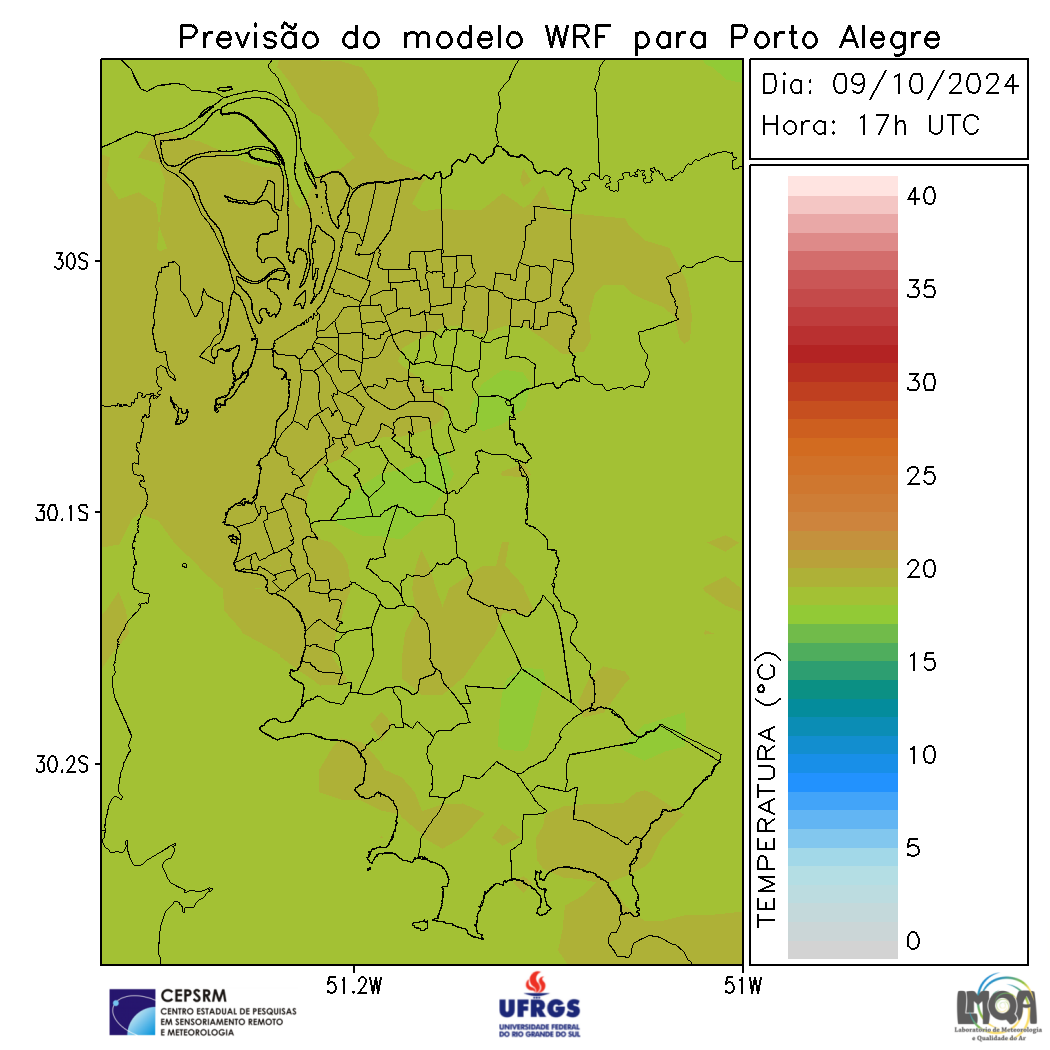 Previsão do modelo WRF para Porto Alegre
Dia: 09/10/2024
Hora: 17h UTC
40
35
30
25
20
15
10
5
0
TEMPERATURA (°C)
30S
30.1S
30.2S
51.2W
51W
CEPSRM
CENTRO ESTADUAL DE PESQUISAS
EM SENSORIAMENTO REMOTO
E METEOROLOGIA
UFRGS
UNIVERSIDADE FEDERAL
DO RIO GRANDE DO SUL
LMQA
Laboratório de Meteorologia
e Qualidade do Ar